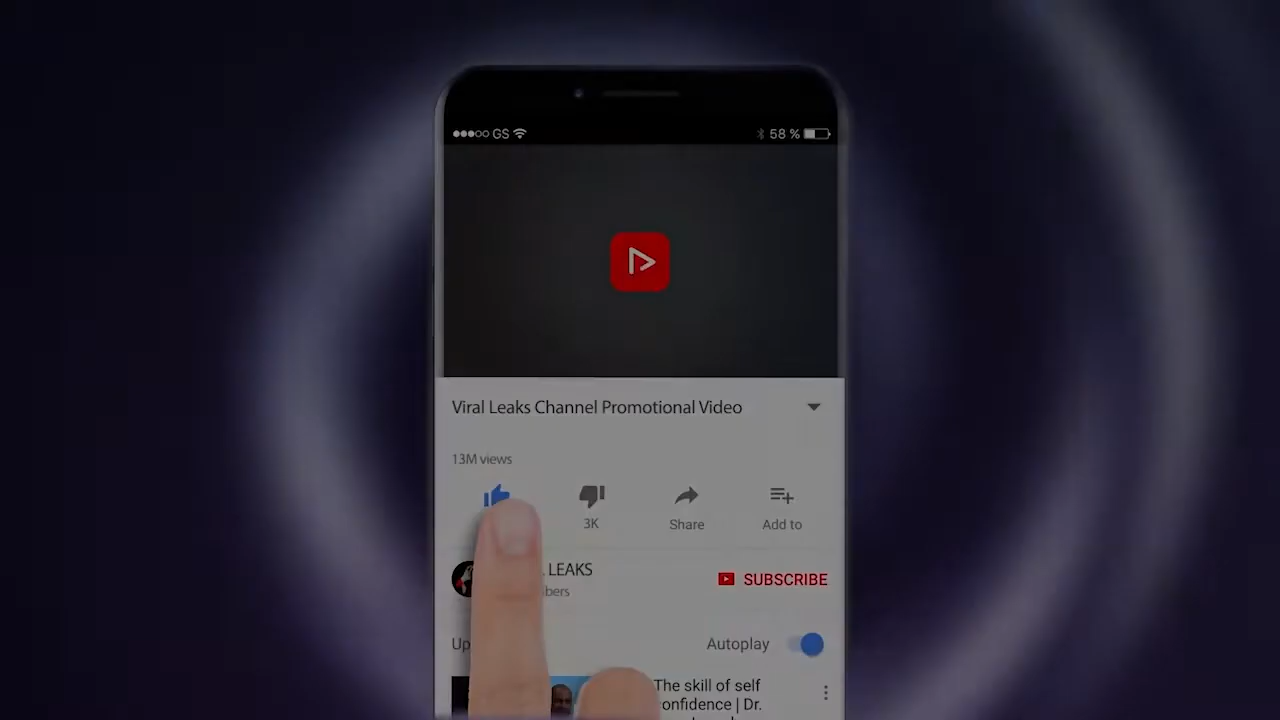 GS 58 %
Viral Leaks Channel Promotional Video
13M views
3K Share Add to
LEAKS
SUBSCRIBE
Autoplay
The skill of self
confidence | Dr.